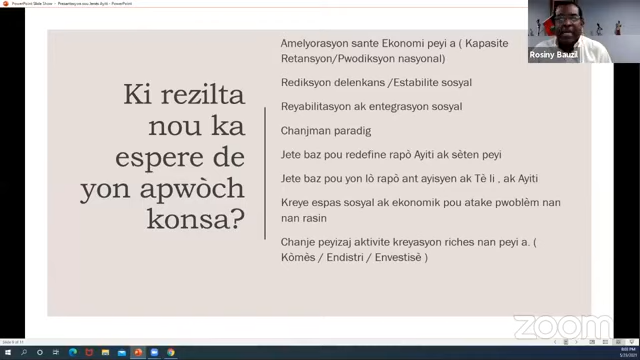 PowerPoint Slide Show - Presantasyon sou Jenès Ayiti - PowerPoint
Rosiny Bauzil
Ki rezilta
nou ka
espere de
yon apwòch
konsa?
Amelyorasyon sante Ekonomi peyi a ( Kapasite
Retansyon/Pwodiksyon nasyonal)
Rediksyon delenkans /Estabilite sosyal
Reyabilitasyon ak entegrasyon sosyal
Chanjman paradig
Jete baz pou redefine rapò Ayiti ak sèten peyi
Jete baz pou yon lò rapò ant ayisyen ak Tè li , ak Ayiti
Kreye espas sosyal ak ekonomik pou atake pwoblèm nan
nan rasin
Chanje peyizaj aktivite kreyasyon riches nan peyi a. (
Kòmès / Endistri / Envestisè )
zoom